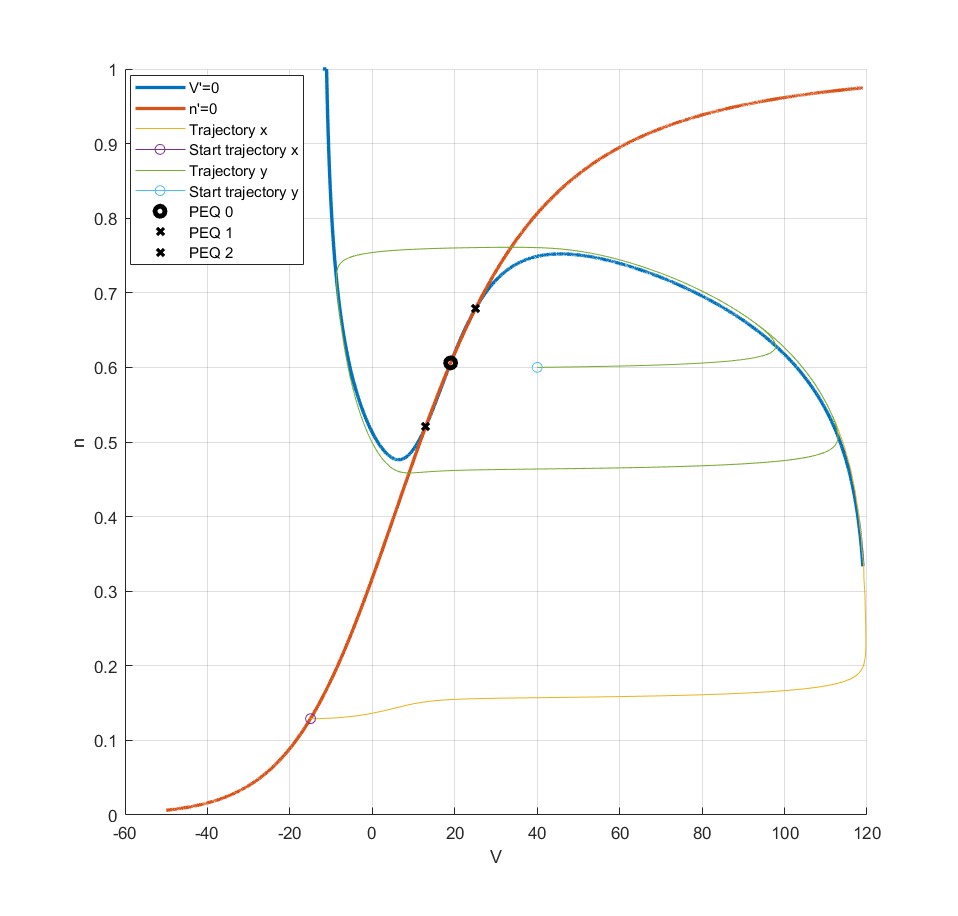 V'=0
n'=0
Trajectory x
Start trajectory x
Trajectory y
Start trajectory y
PEQ 0
PEQ 1
PEQ 2
1
0.9
0.8
0.7
0.6
0.5
0.4
0.3
0.2
0.1
0
n
-60 -40 -20 0 20 40 60 80 100 120
V